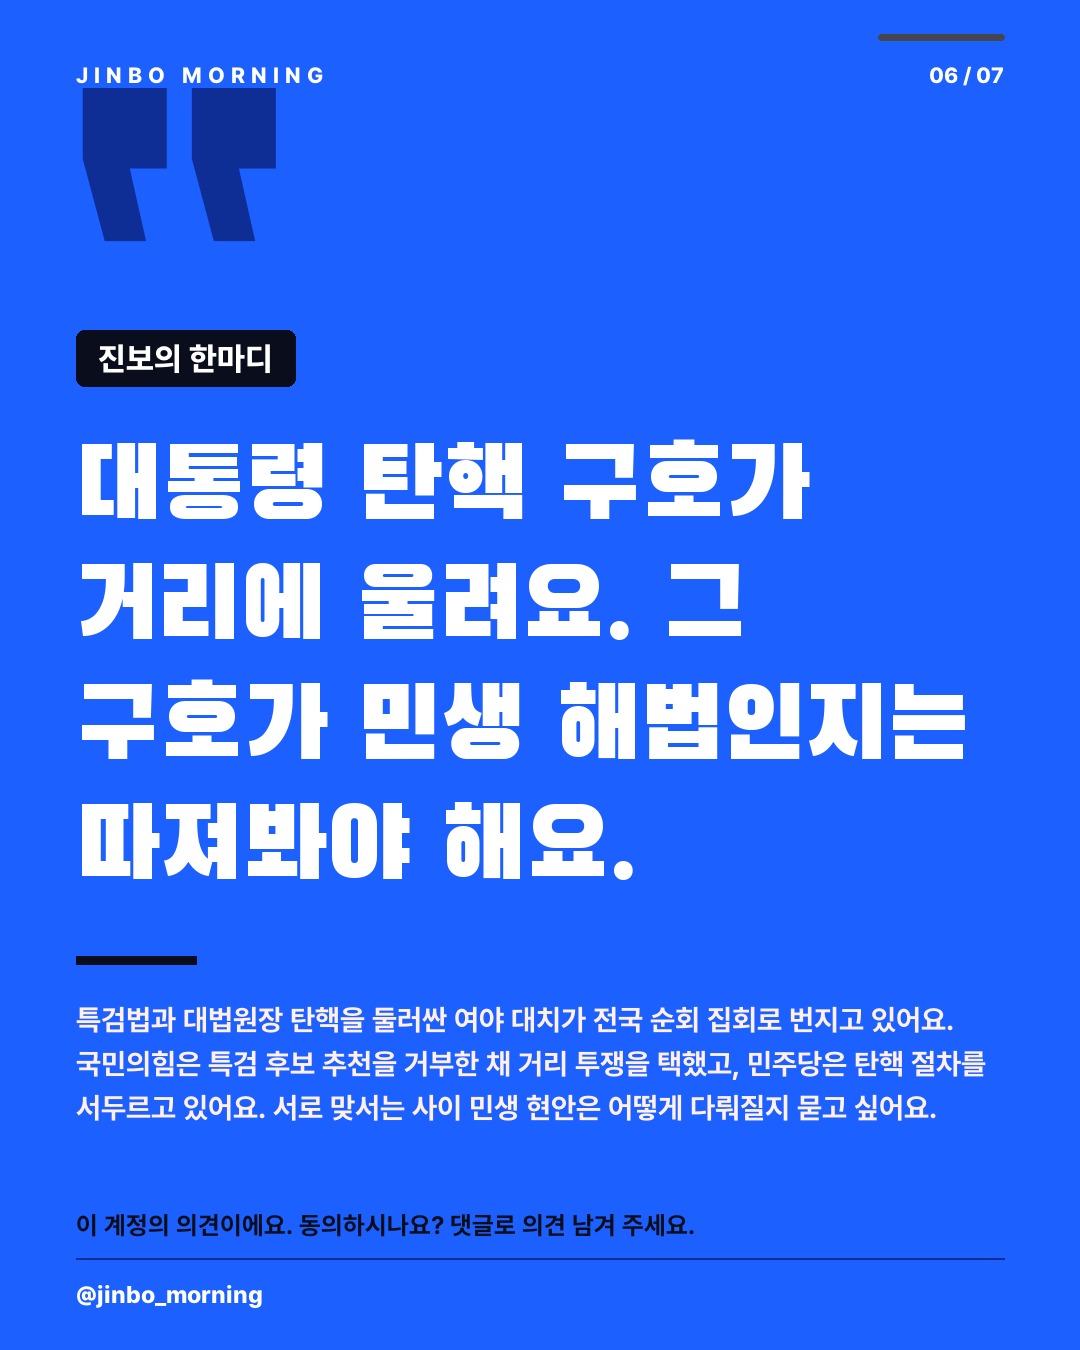 JINBO MORNING
06 / 07
진보의 한마디
대통령 탄핵 구호가
거리에 울려요. 그
구호가 민생 해법인지는
따져봐야 해요.
특검법과 대법원장 탄핵을 둘러싼 여야 대치가 전국 순회 집회로 번지고 있어요.
국민의힘은 특검 후보 추천을 거부한 채 거리 투쟁을 택했고, 민주당은 탄핵 절차를
서두르고 있어요. 서로 맞서는 사이 민생 현안은 어떻게 다뤄질지 묻고 싶어요.
이 계정의 의견이에요. 동의하시나요? 댓글로 의견 남겨 주세요.
@jinbo_morning